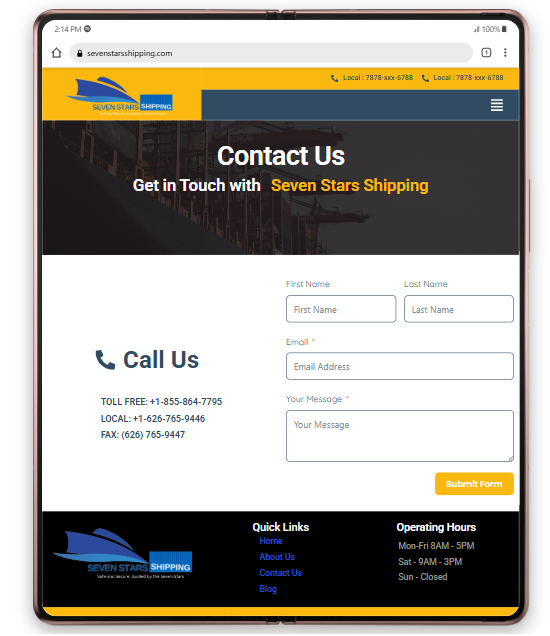 2:14 PM
100%
sevenstarsshipping.com
1
Local : 7878-xxx-6788 Local : 7878-xxx-6788
SEVEN STARS SHIPPING
Contact Us
Get in Touch with Seven Stars Shipping
First Name Last Name
First Name Last Name
Email *
Email Address
Call Us
TOLL FREE: +1-855-864-7795
LOCAL: +1-626-765-9446
FAX: (626) 765-9447
Your Message *
Your Message
Submit Form
SEVEN STARS SHIPPING
Safe and Secure, Guided by the Seven Stars
Quick Links
Home
About Us
Contact Us
Blog
Operating Hours
Mon-Fri 8AM - 5PM
Sat - 9AM - 3PM
Sun - Closed